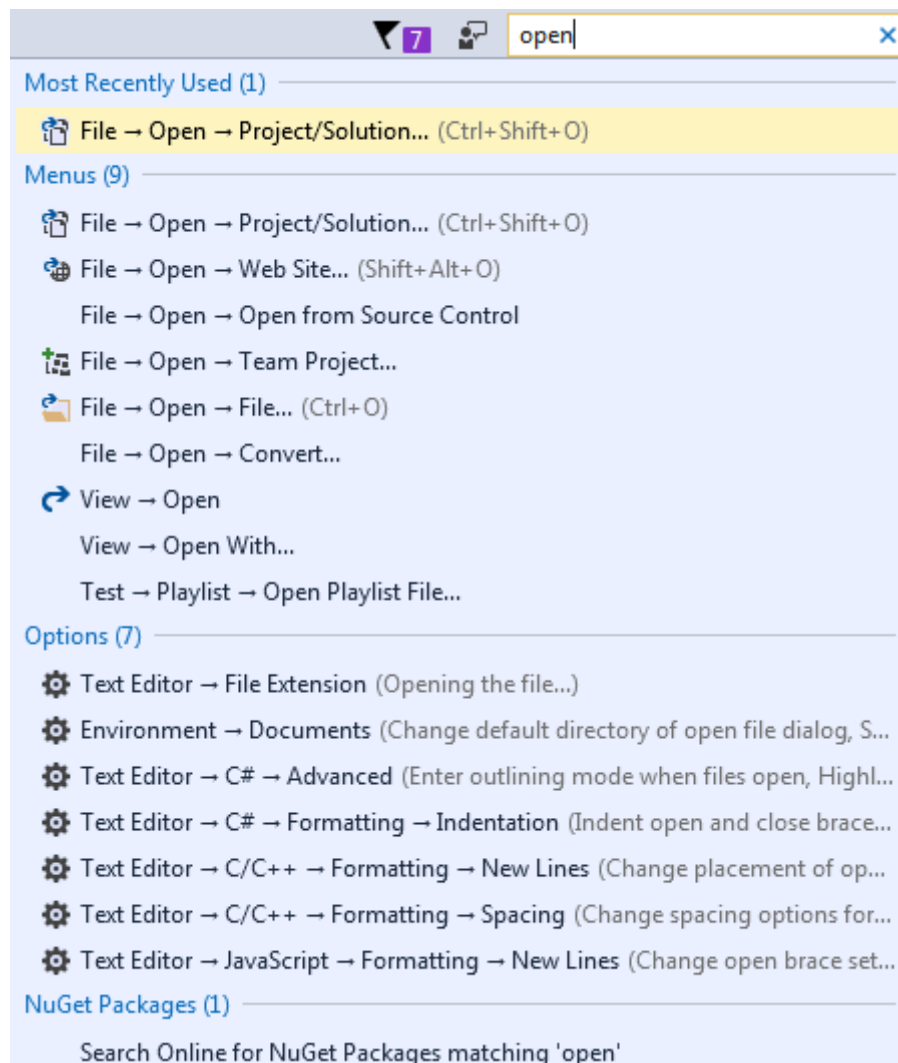 7
open
Most Recently Used (1)
File → Open → Project/Solution... (Ctrl+Shift+O)
Menus (9)
File → Open → Project/Solution... (Ctrl+Shift+O)
File → Open → Web Site... (Shift+Alt+O)
File → Open → Open from Source Control
File → Open → Team Project...
File → Open → File... (Ctrl+O)
File → Open → Convert...
View → Open
View → Open With...
Test → Playlist → Open Playlist File...
Options (7)
Text Editor → File Extension (Opening the file...)
Environment → Documents (Change default directory of open file dialog, S...
Text Editor → C# → Advanced (Enter outlining mode when files open, Highl...
Text Editor → C# → Formatting → Indentation (Indent open and close brace...
Text Editor → C/C++ → Formatting → New Lines (Change placement of op...
Text Editor → C/C++ → Formatting → Spacing (Change spacing options for...
Text Editor → JavaScript → Formatting → New Lines (Change open brace set...
NuGet Packages (1)
Search Online for NuGet Packages matching 'open'